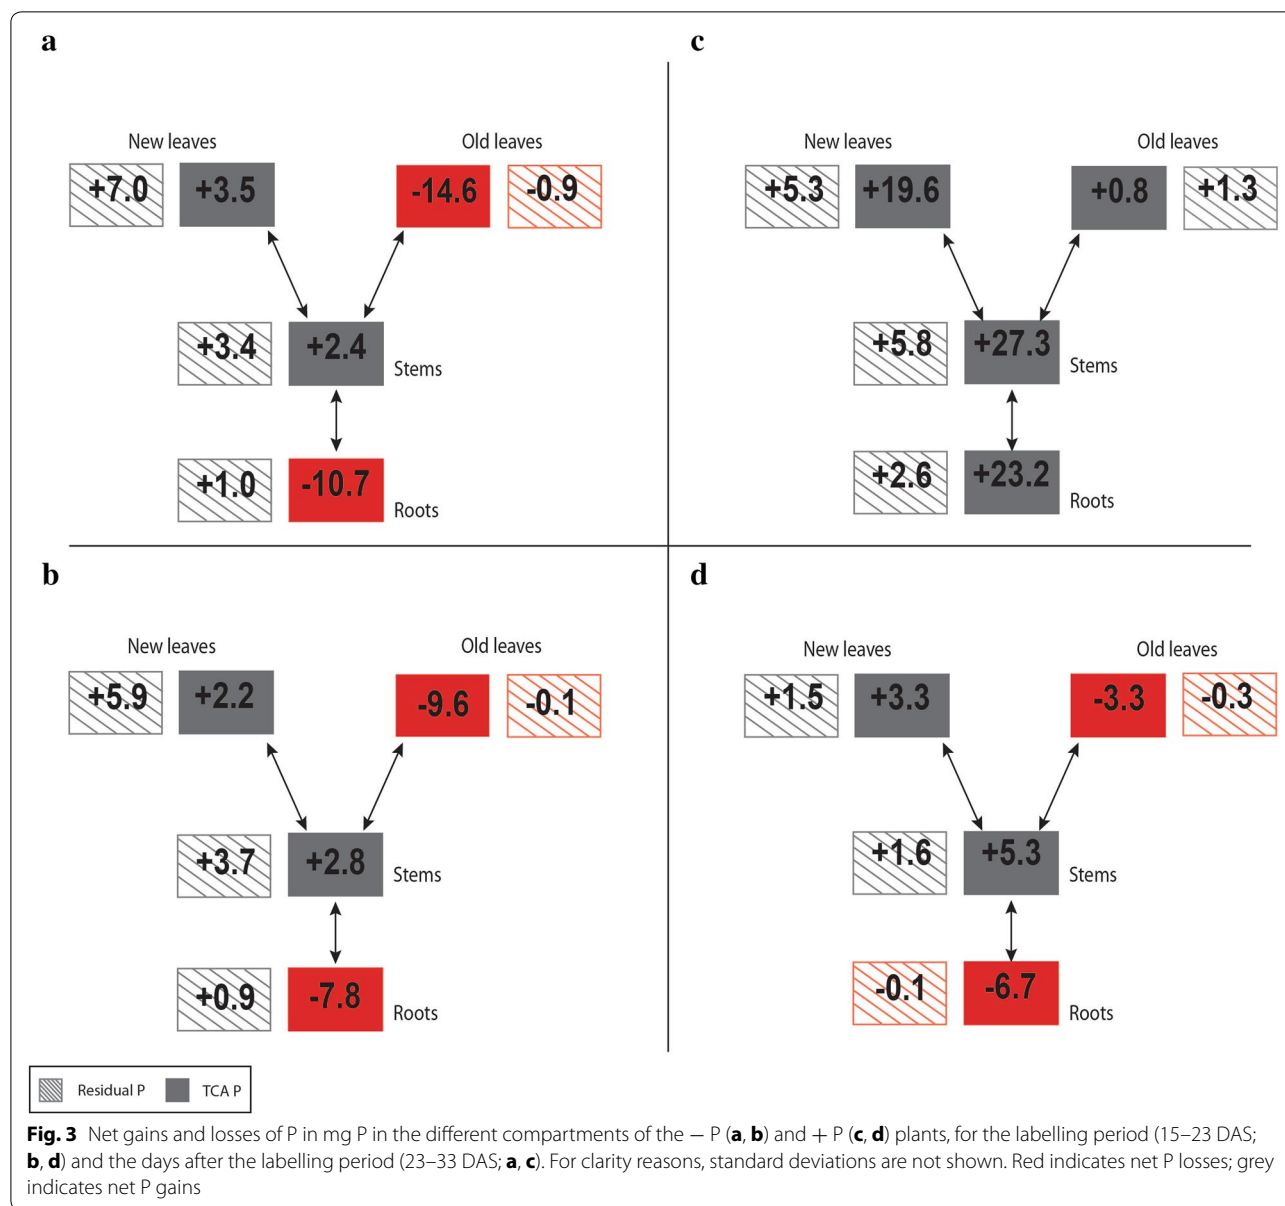 a
New leaves
Old leaves
+7.0 +3.5 -14.6 -0.9
+3.4 +2.4
Stems
+1.0 -10.7
Roots
c
New leaves
Old leaves
+5.3 +19.6 +0.8 +1.3
+5.8 +27.3
Stems
+2.6 +23.2
Roots
b
New leaves
Old leaves
+5.9 +2.2 -9.6 -0.1
+3.7 +2.8
Stems
+0.9 -7.8
Roots
d
New leaves
Old leaves
+1.5 +3.3 -3.3 -0.3
+1.6 +5.3
Stems
-0.1 -6.7
Roots
Residual P TCA P
Fig. 3 Net gains and losses of P in mg P in the different compartments of the − P (a, b) and + P (c, d) plants, for the labelling period (15–23 DAS;
b, d) and the days after the labelling period (23–33 DAS; a, c). For clarity reasons, standard deviations are not shown. Red indicates net P losses; grey
indicates net P gains